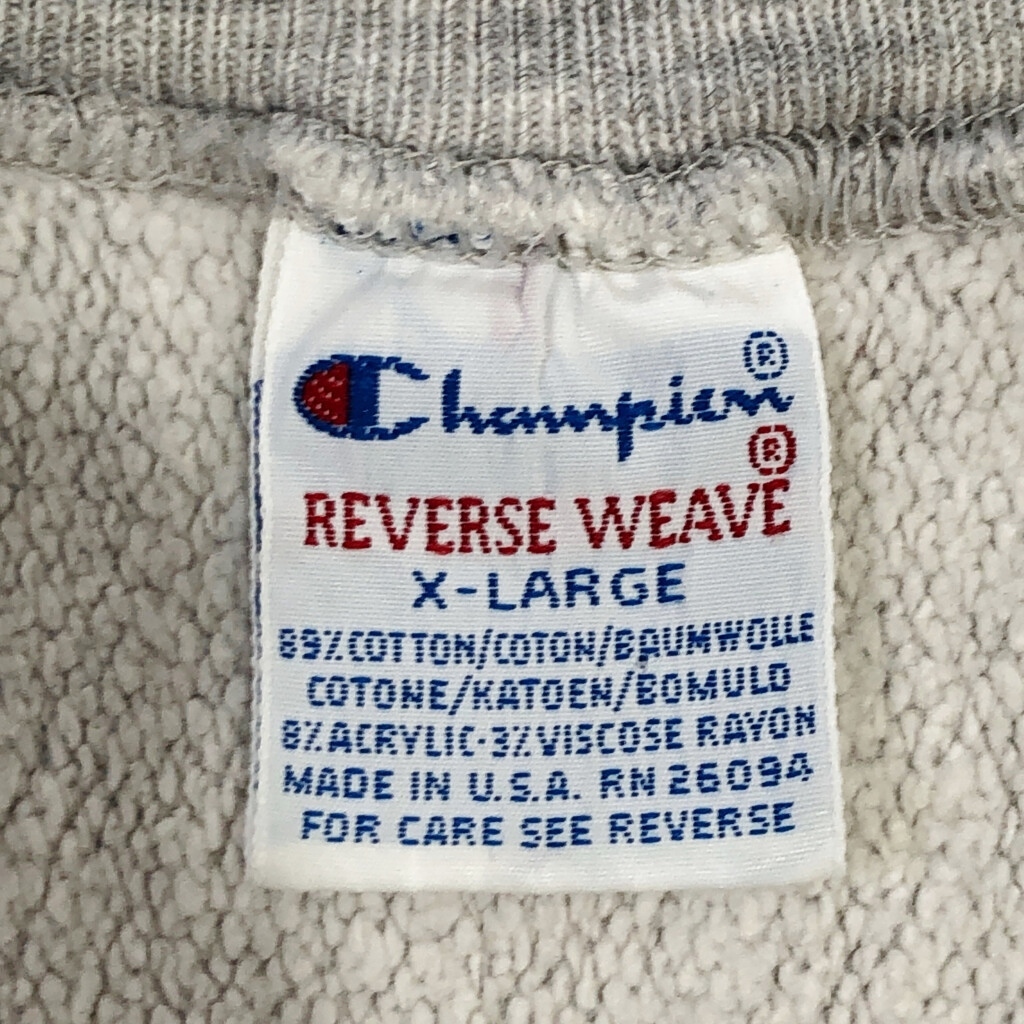 Champion®
REVERSE WEAVE®
X-LARGE
89% COTTON/COTON/BAUMWOLLE
COTONE/KATOEN/BOMULD
8% ACRYLIC·3% VISCOSE RAYON
MADE IN U.S.A. RN 26094
FOR CARE SEE REVERSE